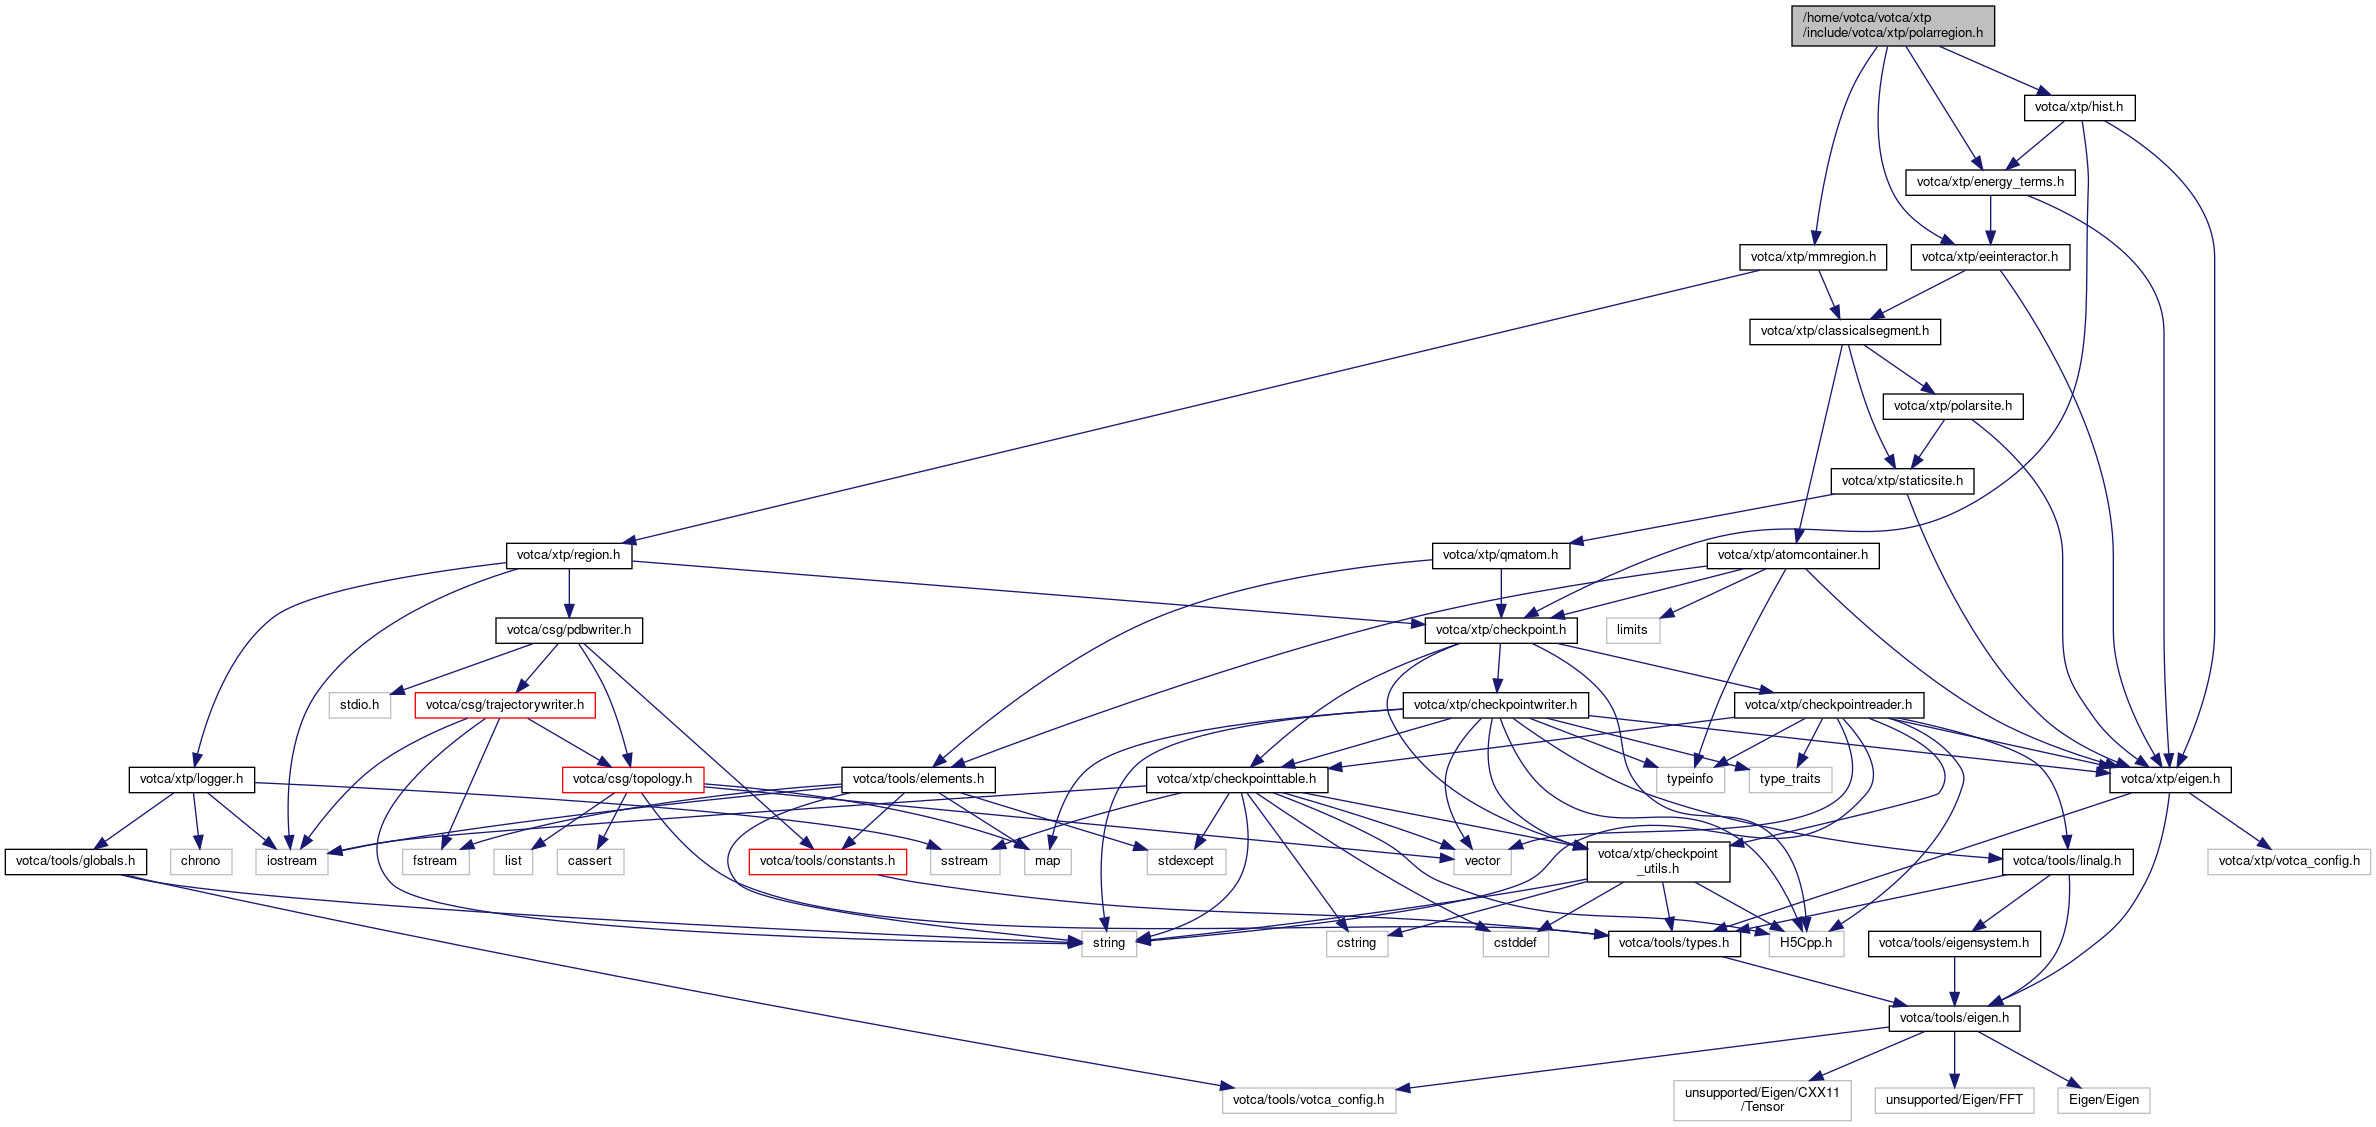 /home/votca/votca/xtp
/include/votca/xtp/polarregion.h
votca/xtp/hist.h
votca/xtp/energy_terms.h
votca/xtp/mmregion.h
votca/xtp/eeinteractor.h
votca/xtp/classicalsegment.h
votca/xtp/polarsite.h
votca/xtp/staticsite.h
votca/xtp/region.h
votca/xtp/qmatom.h
votca/xtp/atomcontainer.h
votca/csg/pdbwriter.h
votca/xtp/checkpoint.h
limits
stdio.h
votca/csg/trajectorywriter.h
votca/xtp/checkpointwriter.h
votca/xtp/checkpointreader.h
votca/xtp/logger.h
votca/csg/topology.h
votca/tools/elements.h
votca/xtp/checkpointtable.h
typeinfo
type_traits
votca/xtp/eigen.h
votca/tools/globals.h
chrono
iostream
fstream
list
cassert
votca/tools/constants.h
sstream
map
stdexcept
vector
votca/xtp/checkpoint
_utils.h
votca/tools/linalg.h
votca/xtp/votca_config.h
string
cstring
cstddef
votca/tools/types.h
H5Cpp.h
votca/tools/eigensystem.h
votca/tools/eigen.h
votca/tools/votca_config.h
unsupported/Eigen/CXX11
/Tensor
unsupported/Eigen/FFT
Eigen/Eigen